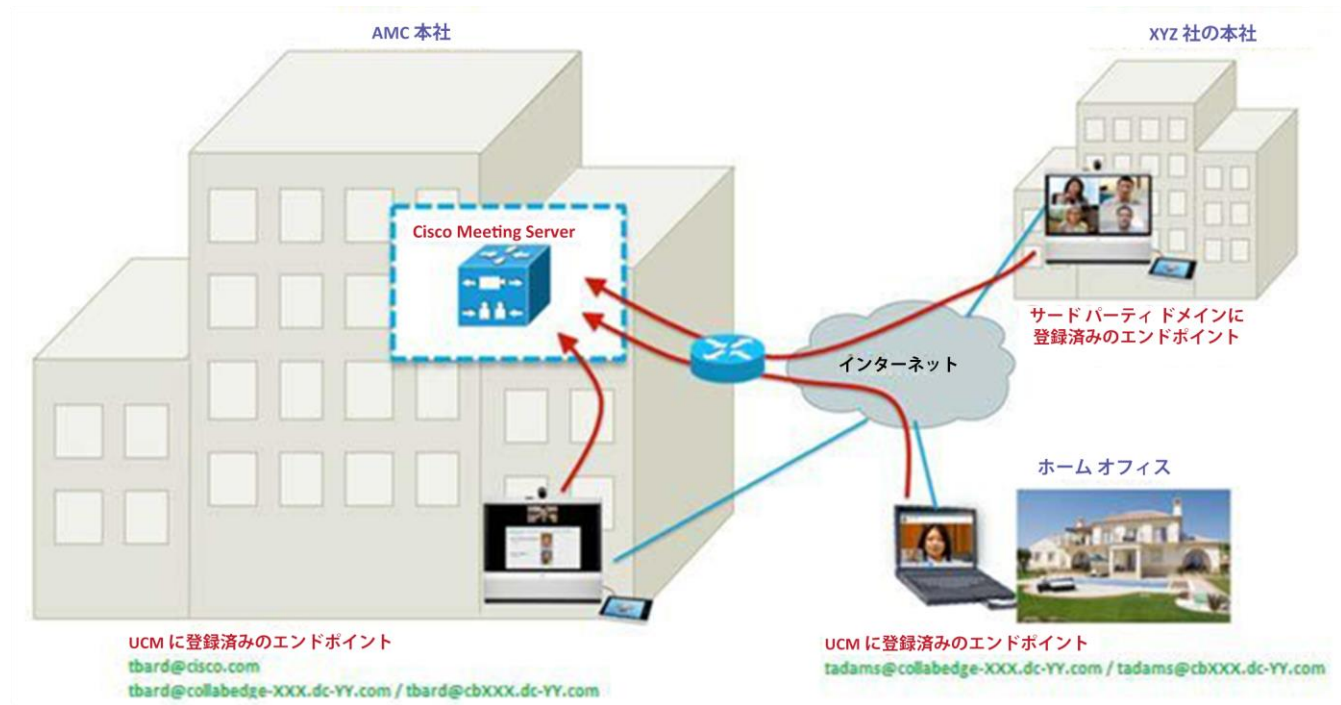 AMC 本社
XYZ 社の本社
Cisco Meeting Server
サード パーティ ドメインに
登録済みのエンドポイント
インターネット
ホーム オフィス
UCM に登録済みのエンドポイント
tbard@cisco.com
tbard@collabedge-XXX.dc-YY.com / tbard@cbXXX.dc-YY.com
UCM に登録済みのエンドポイント
tadams@collabedge-XXX.dc-YY.com / tadams@cbXXX.dc-YY.com